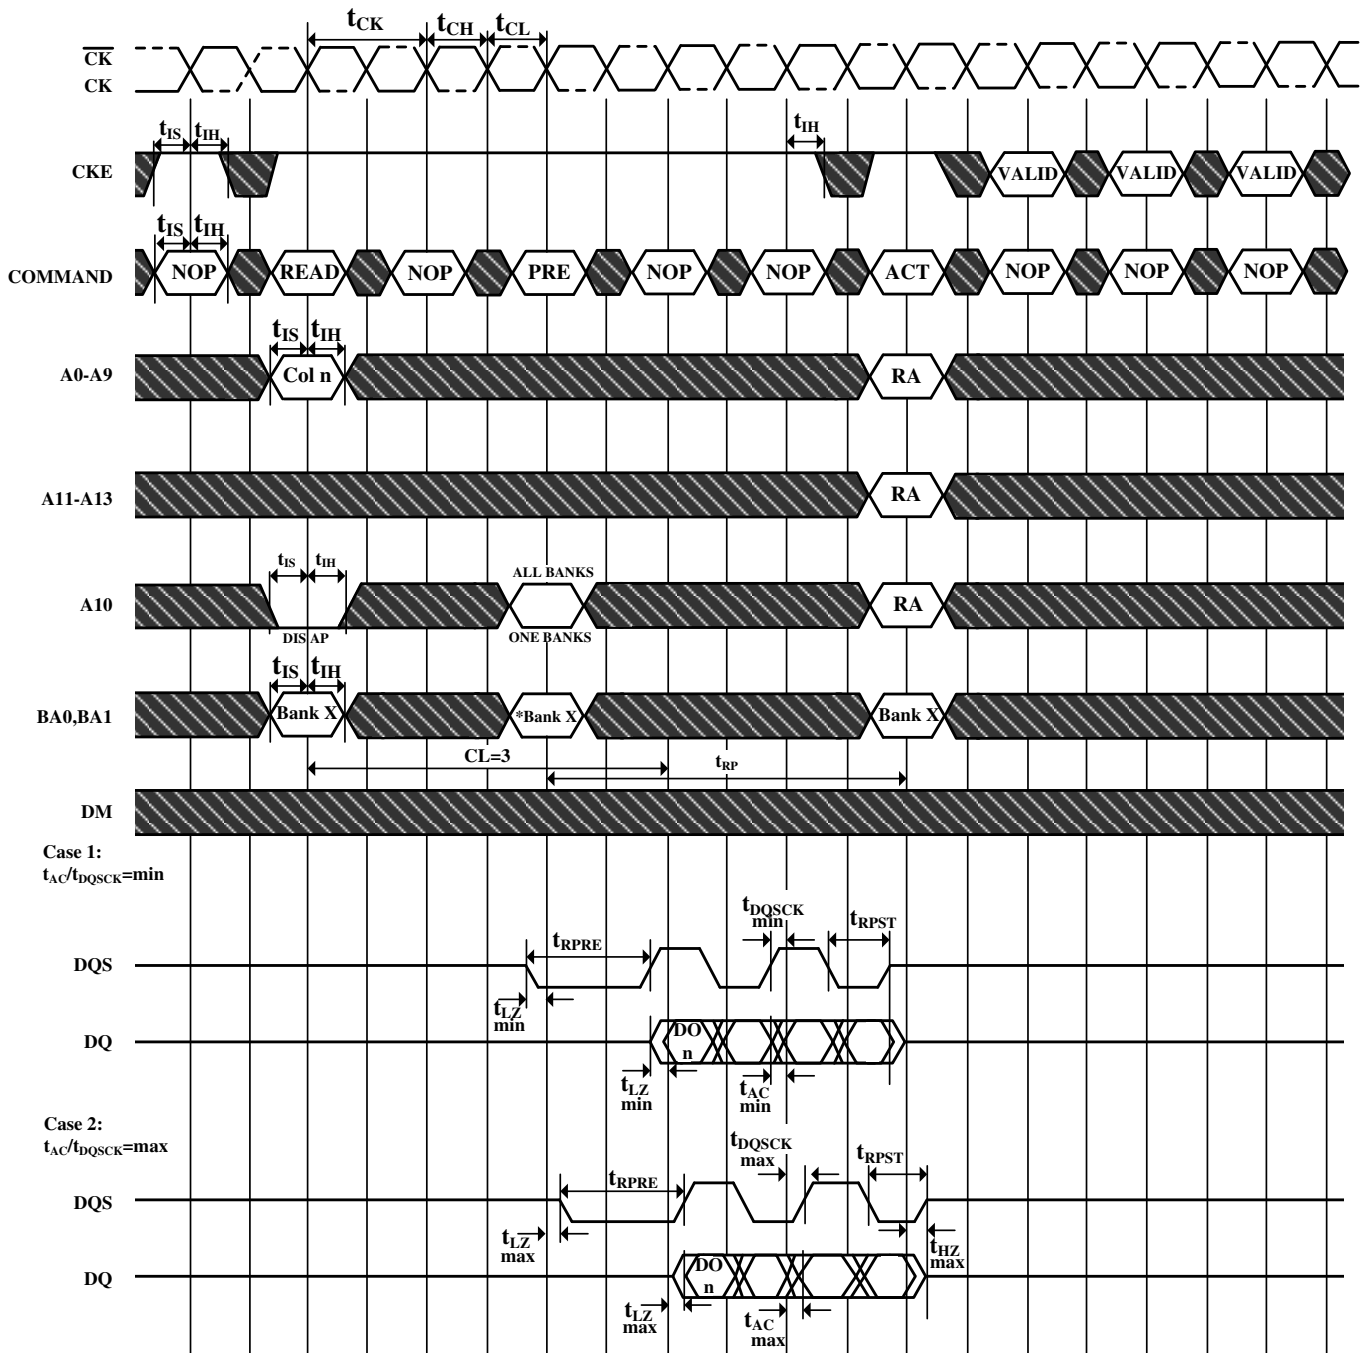 tCK tCH tCL
CK
CK
tIS tIH tIH
CKE VALID VALID VALID
tIS tIH
COMMAND NOP READ NOP PRE NOP NOP ACT NOP NOP NOP
tIS tIH
A0-A9 Col n RA
A11-A13 RA
tIS tIH ALL BANKS
A10 RA
DIS AP ONE BANKS
tIS tIH
BA0,BA1 Bank X *Bank X Bank X
CL=3 tRP
DM
Case 1:
tAC/tDQSCK=min
tDQSCK
min
tRPST
tRPRE
DQS
tLZ
min
DQ DO
n
tLZ
min
tAC
min
Case 2:
tAC/tDQSCK=max
tDQSCK
max
tRPST
tRPRE
DQS
tLZ
max
tHZ
max
DQ DO
n
tLZ
max
tAC
max